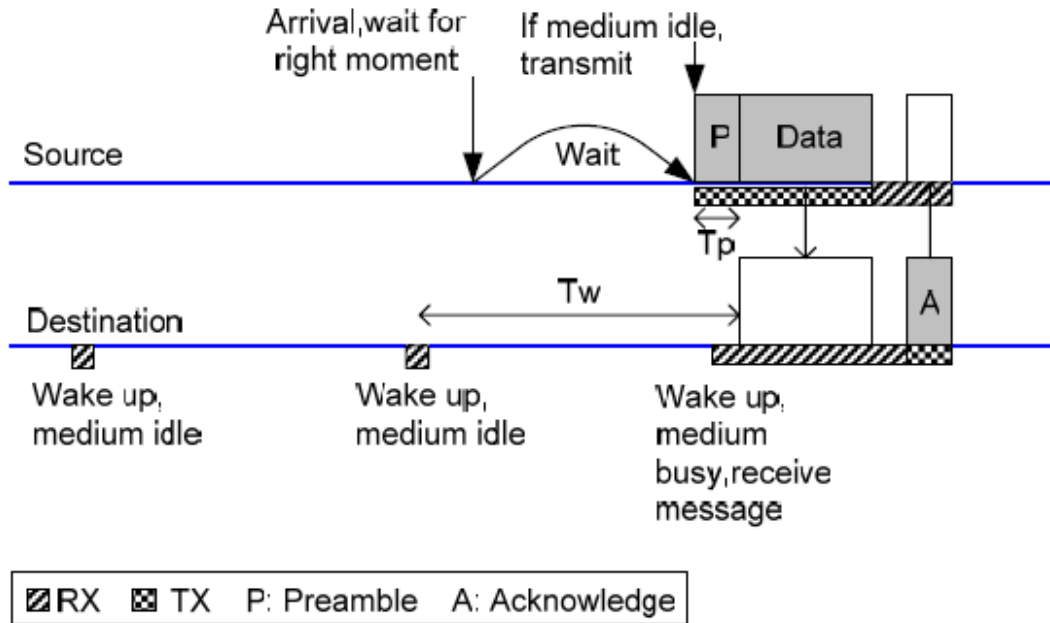 Arrival,wait for
right moment
If medium idle,
transmit
Source
Wait
P
Data
Tp
Tw
Destination
A
Wake up,
medium idle
Wake up,
medium idle
Wake up,
medium
busy,receive
message
RX TX P: Preamble A: Acknowledge